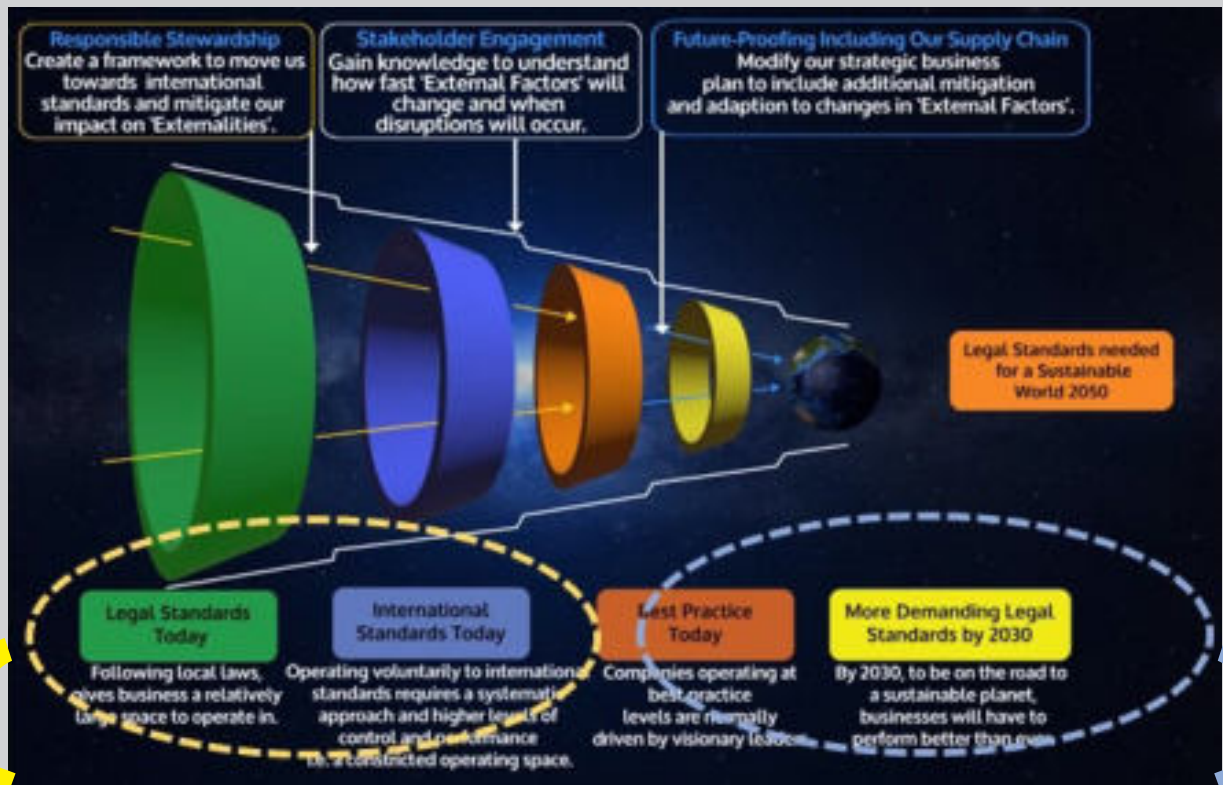 Responsible Stewardship
Create a framework to move us
towards international
standards and mitigate our
impact on 'Externalities'.
Stakeholder Engagement
Gain knowledge to understand
how fast 'External Factors' will
change and when
disruptions will occur.
Future-Proofing Including Our Supply Chain
Modify our strategic business
plan to include additional mitigation
and adaption to changes in 'External Factors'.
Legal Standards needed
for a Sustainable
World 2050
Legal Standards
Today
Following local laws,
gives business a relatively
large space to operate in.
International
Standards Today
Operating voluntarily to international
standards requires a systematic
approach and higher levels of
control and performance
i.e. a constricted operating space.
Best Practice
Today
Companies operating at
best practice
levels are normally
driven by visionary leaders
More Demanding Legal
Standards by 2030
By 2030, to be on the road to
a sustainable planet,
businesses will have to
perform better than ever